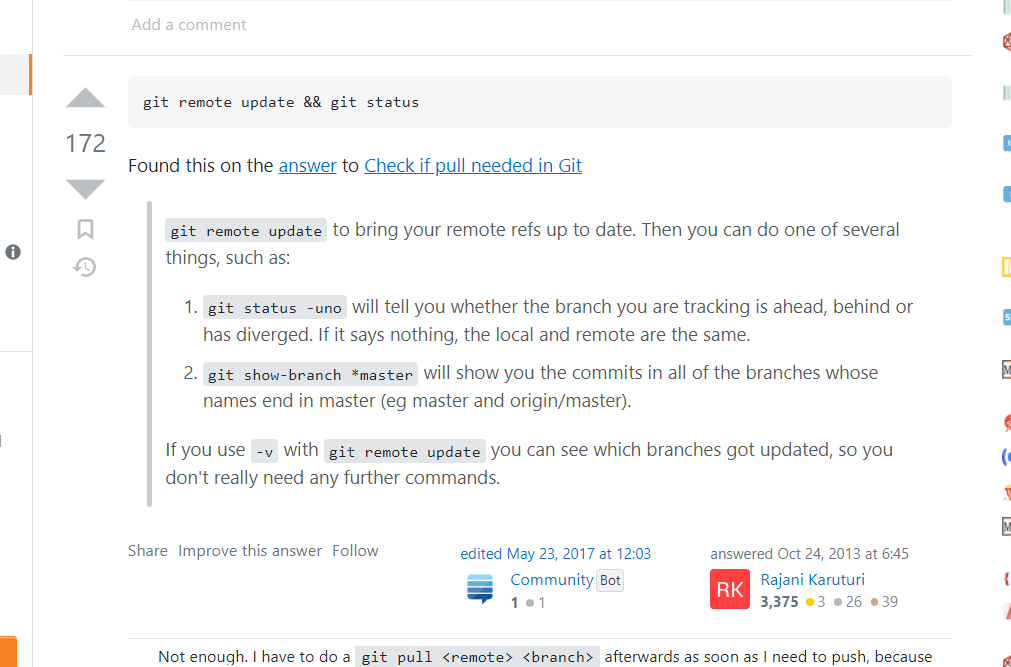 Add a comment
git remote update && git status
172
Found this on the answer to Check if pull needed in Git
git remote update to bring your remote refs up to date. Then you can do one of several
things, such as:
1. git status -uno will tell you whether the branch you are tracking is ahead, behind or
has diverged. If it says nothing, the local and remote are the same.
2. git show-branch *master will show you the commits in all of the branches whose
names end in master (eg master and origin/master).
If you use -v with git remote update you can see which branches got updated, so you
don't really need any further commands.
Share Improve this answer Follow
edited May 23, 2017 at 12:03
Community Bot
1 1
answered Oct 24, 2013 at 6:45
RK Rajani Karuturi
3,375 3 26 39
Not enough. I have to do a git pull <remote> <branch> afterwards as soon as I need to push, because